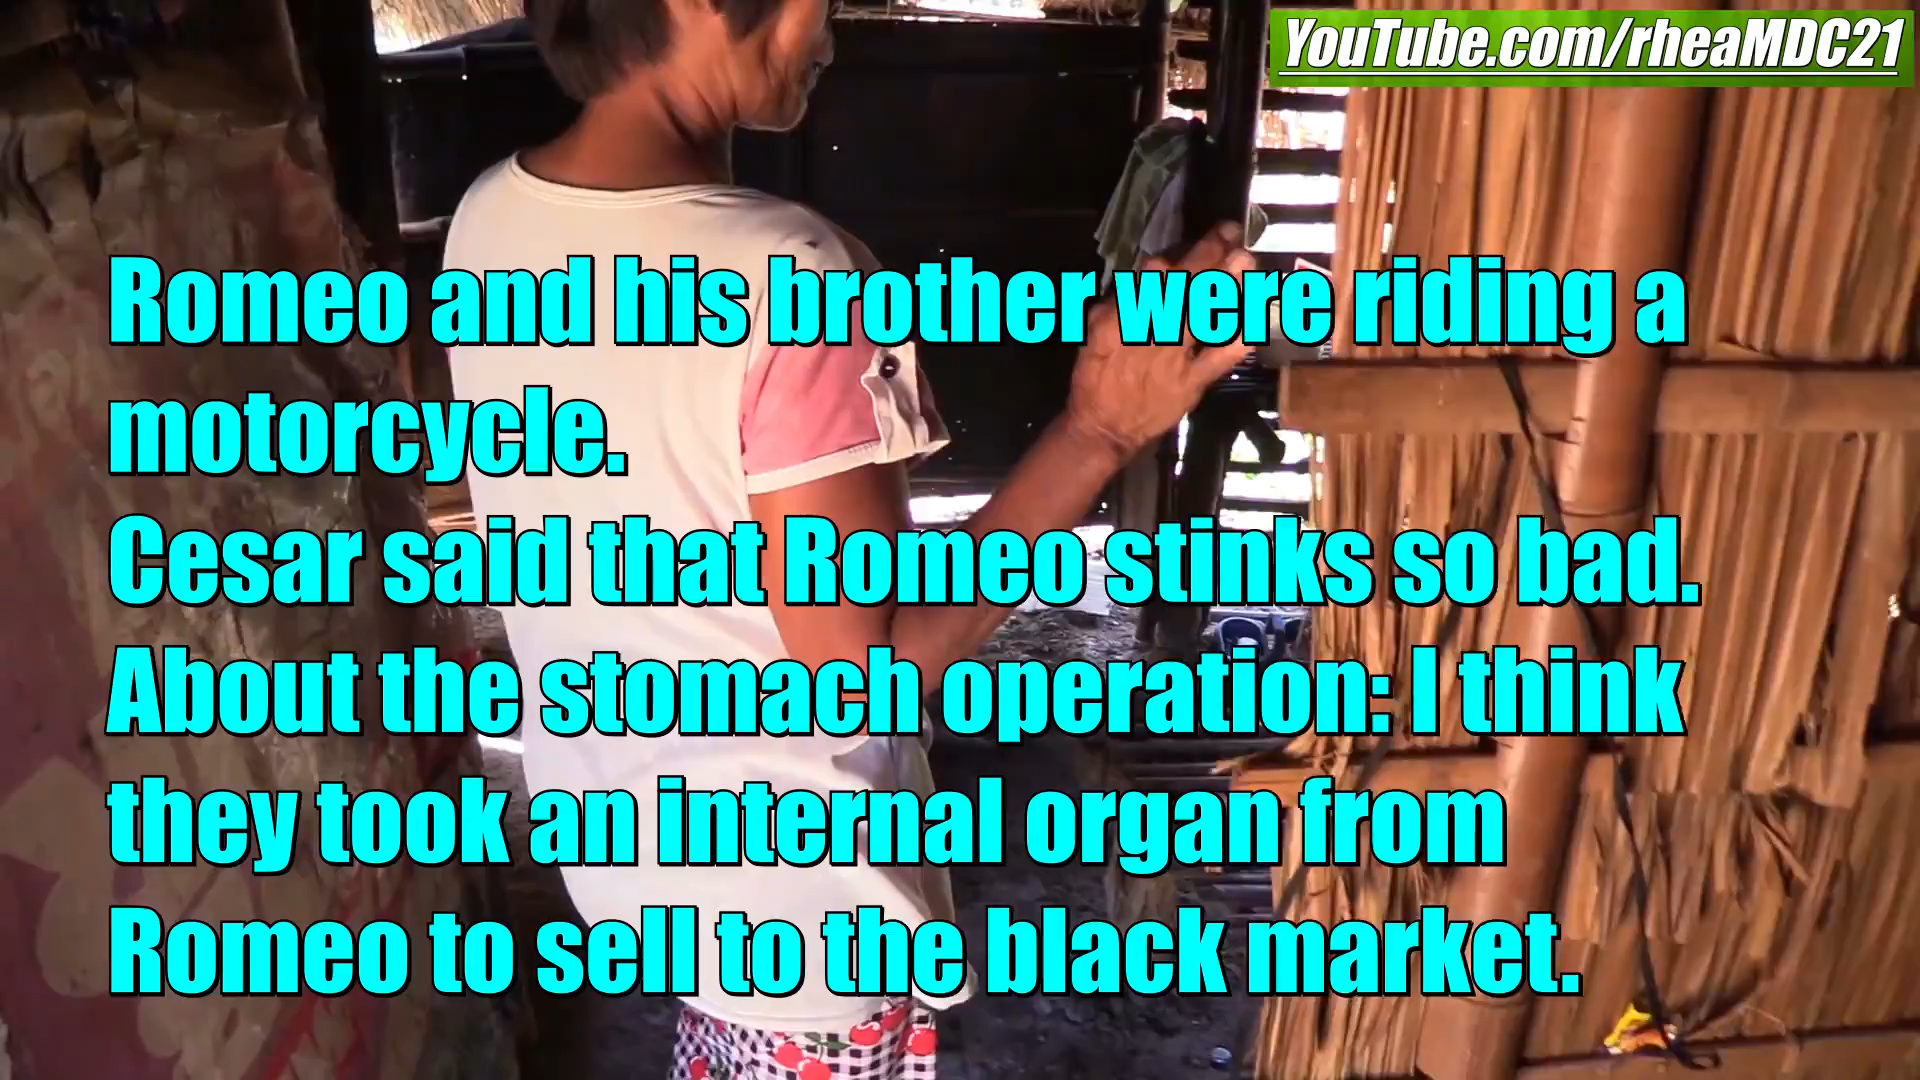 YouTube.com/rheaMDC21
Romeo and his brother were riding a
motorcycle.
Cesar said that Romeo stinks so bad.
About the stomach operation: I think
they took an internal organ from
Romeo to sell to the black market.